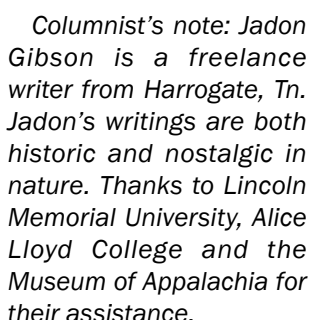 Columnist's note: Jadon
Gibson is a freelance
writer from Harrogate, Tn.
Jadon's writings are both
historic and nostalgic in
nature. Thanks to Lincoln
Memorial University, Alice
Lloyd College and the
Museum of Appalachia for
their assistance.